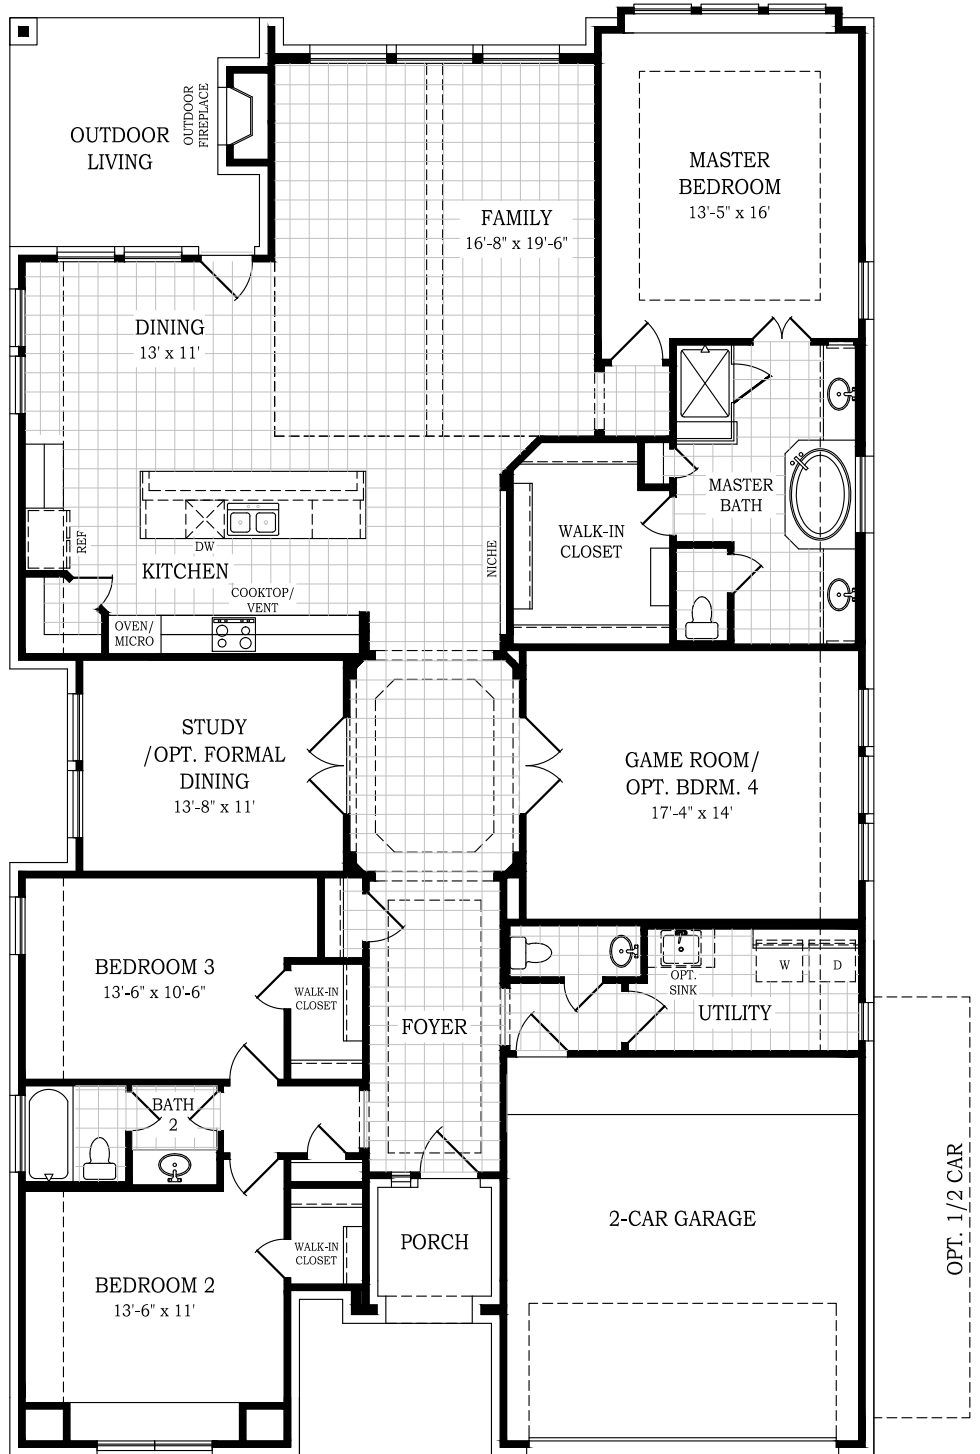 OUTDOOR
LIVING
OUTDOOR
FIREPLACE
FAMILY
16'-8" x 19'-6"
MASTER
BEDROOM
13'-5" x 16'
DINING
13' x 11'
MASTER
BATH
WALK-IN
CLOSET
NICHE
REF
DW
KITCHEN
COOKTOP/
VENT
OVEN/
MICRO
STUDY
/OPT. FORMAL
DINING
13'-8" x 11'
GAME ROOM/
OPT. BDRM. 4
17'-4" x 14'
BEDROOM 3
13'-6" x 10'-6"
WALK-IN
CLOSET
FOYER
OPT.
SINK
W
D
UTILITY
BATH
2
2-CAR GARAGE
OPT. 1/2 CAR
PORCH
WALK-IN
CLOSET
BEDROOM 2
13'-6" x 11'